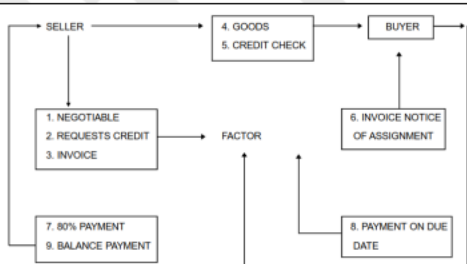 SELLER
4. GOODS
5. CREDIT CHECK
BUYER
1. NEGOTIABLE
2. REQUESTS CREDIT
3. INVOICE
FACTOR
6. INVOICE NOTICE
OF ASSIGNMENT
7. 80% PAYMENT
9. BALANCE PAYMENT
8. PAYMENT ON DUE
DATE